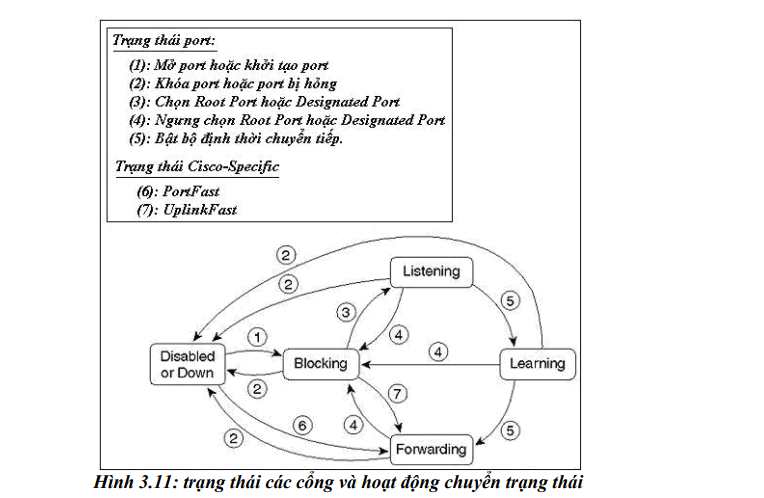 Trạng thái port:
(1): Mở port hoặc khởi tạo port
(2): Khóa port hoặc port bị hỏng
(3): Chọn Root Port hoặc Designated Port
(4): Ngưng chọn Root Port hoặc Designated Port
(5): Bật bộ định thời chuyển tiếp.
Trạng thái Cisco-Specific
(6): PortFast
(7): UplinkFast
2
Listening
2
5
3
4
1
Disabled
or Down
Blocking
4
Learning
2
7
4
6
5
2
Forwarding
Hình 3.11: trạng thái các cổng và hoạt động chuyển trạng thái